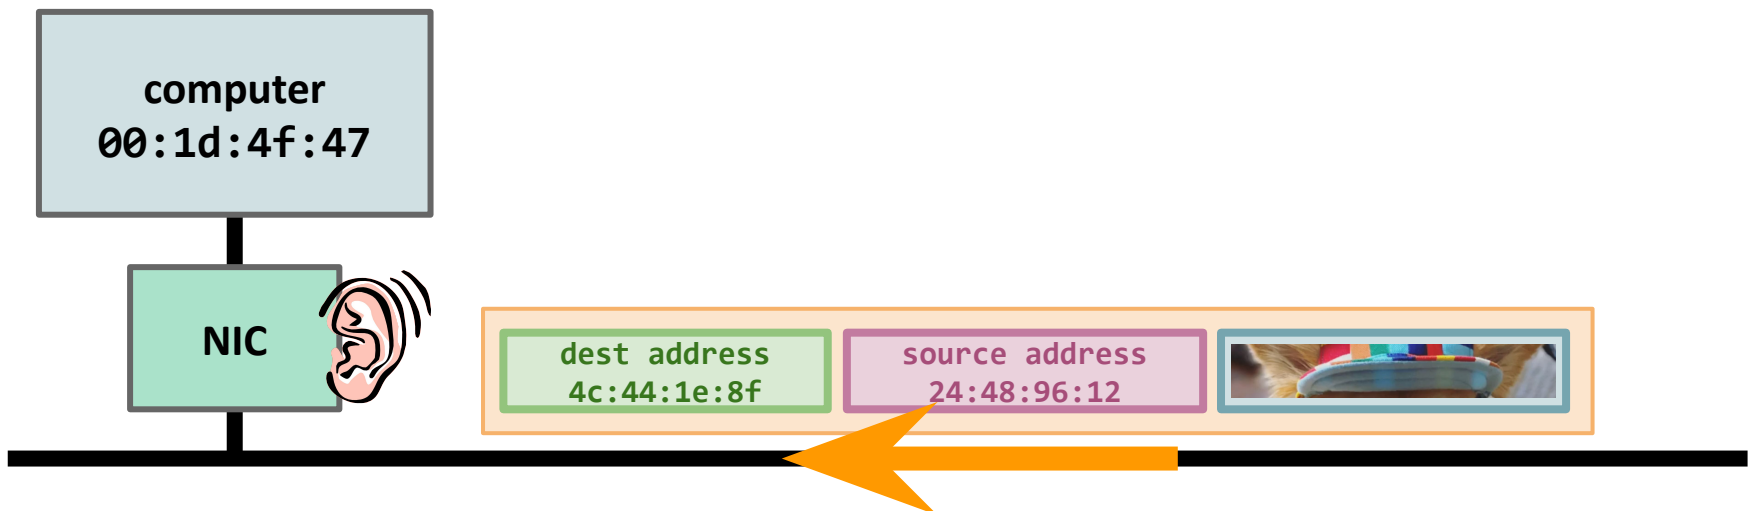 computer
00:1d:4f:47
NIC
dest address
4c:44:1e:8f
source address
24:48:96:12